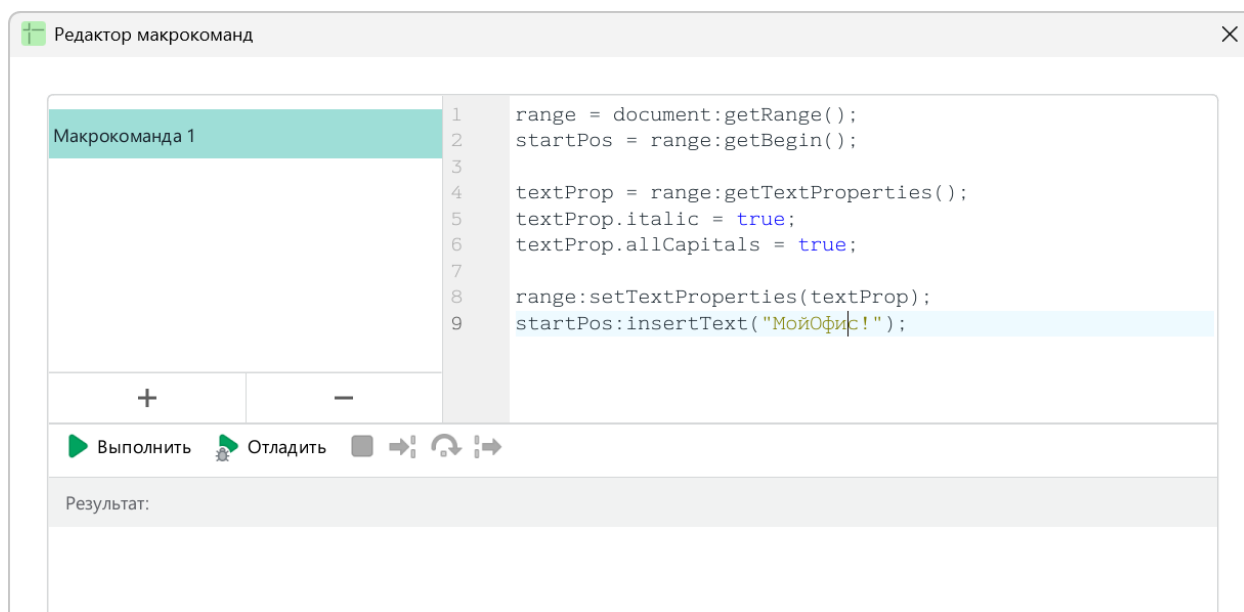 Редактор макрокоманд
Макрокоманда 1
1 range = document:getRange();
2 startPos = range:getBegin();
3
4 textProp = range:getTextProperties();
5 textProp.italic = true;
6 textProp.allCapitals = true;
7
8 range:setTextProperties(textProp);
9 startPos:insertText("МойОфис!");
Выполнить Отладить
Результат: